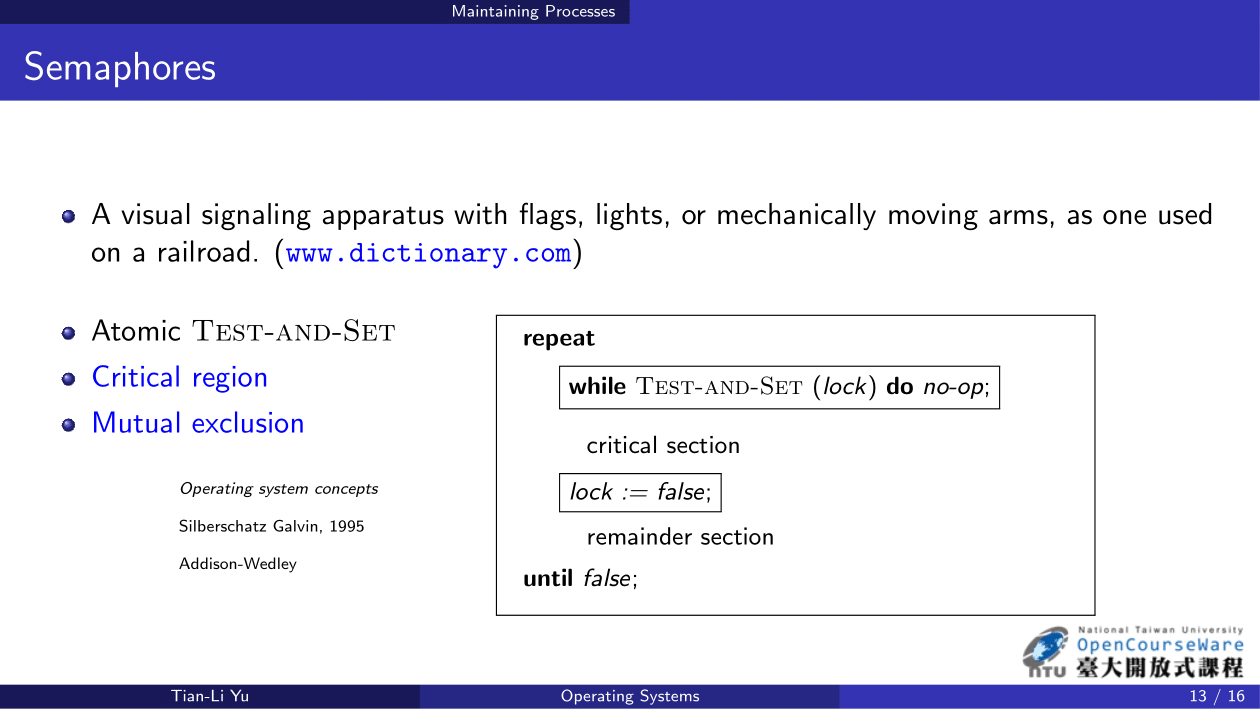 Maintaining Processes
Semaphores
A visual signaling apparatus with flags, lights, or mechanically moving arms, as one used
on a railroad. (www.dictionary.com)
Atomic TEST-AND-SET
Critical region
Mutual exclusion
Operating system concepts
Silberschatz Galvin, 1995
Addison-Wedley
repeat
while TEST-AND-SET (lock) do no-op;
critical section
lock := false;
remainder section
until false;
National Taiwan University
OpenCourseWare
NTU 臺大開放式課程
Tian-Li Yu
Operating Systems
13 / 16